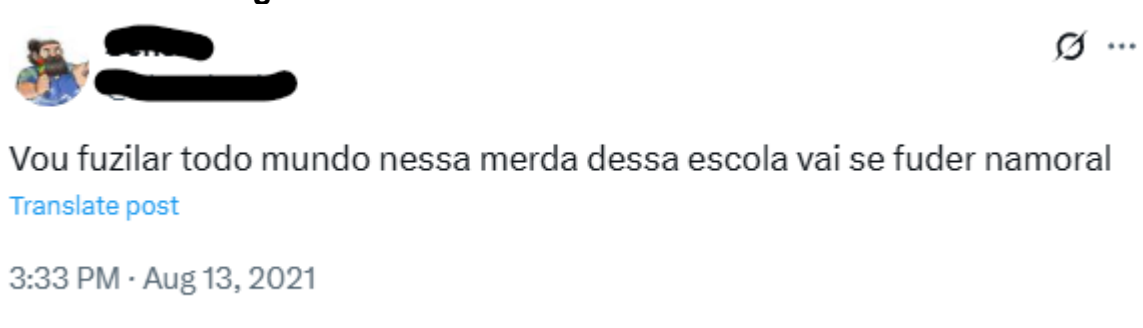 Vou fuzilar todo mundo nessa merda dessa escola vai se fuder namoral
Translate post
3:33 PM · Aug 13, 2021